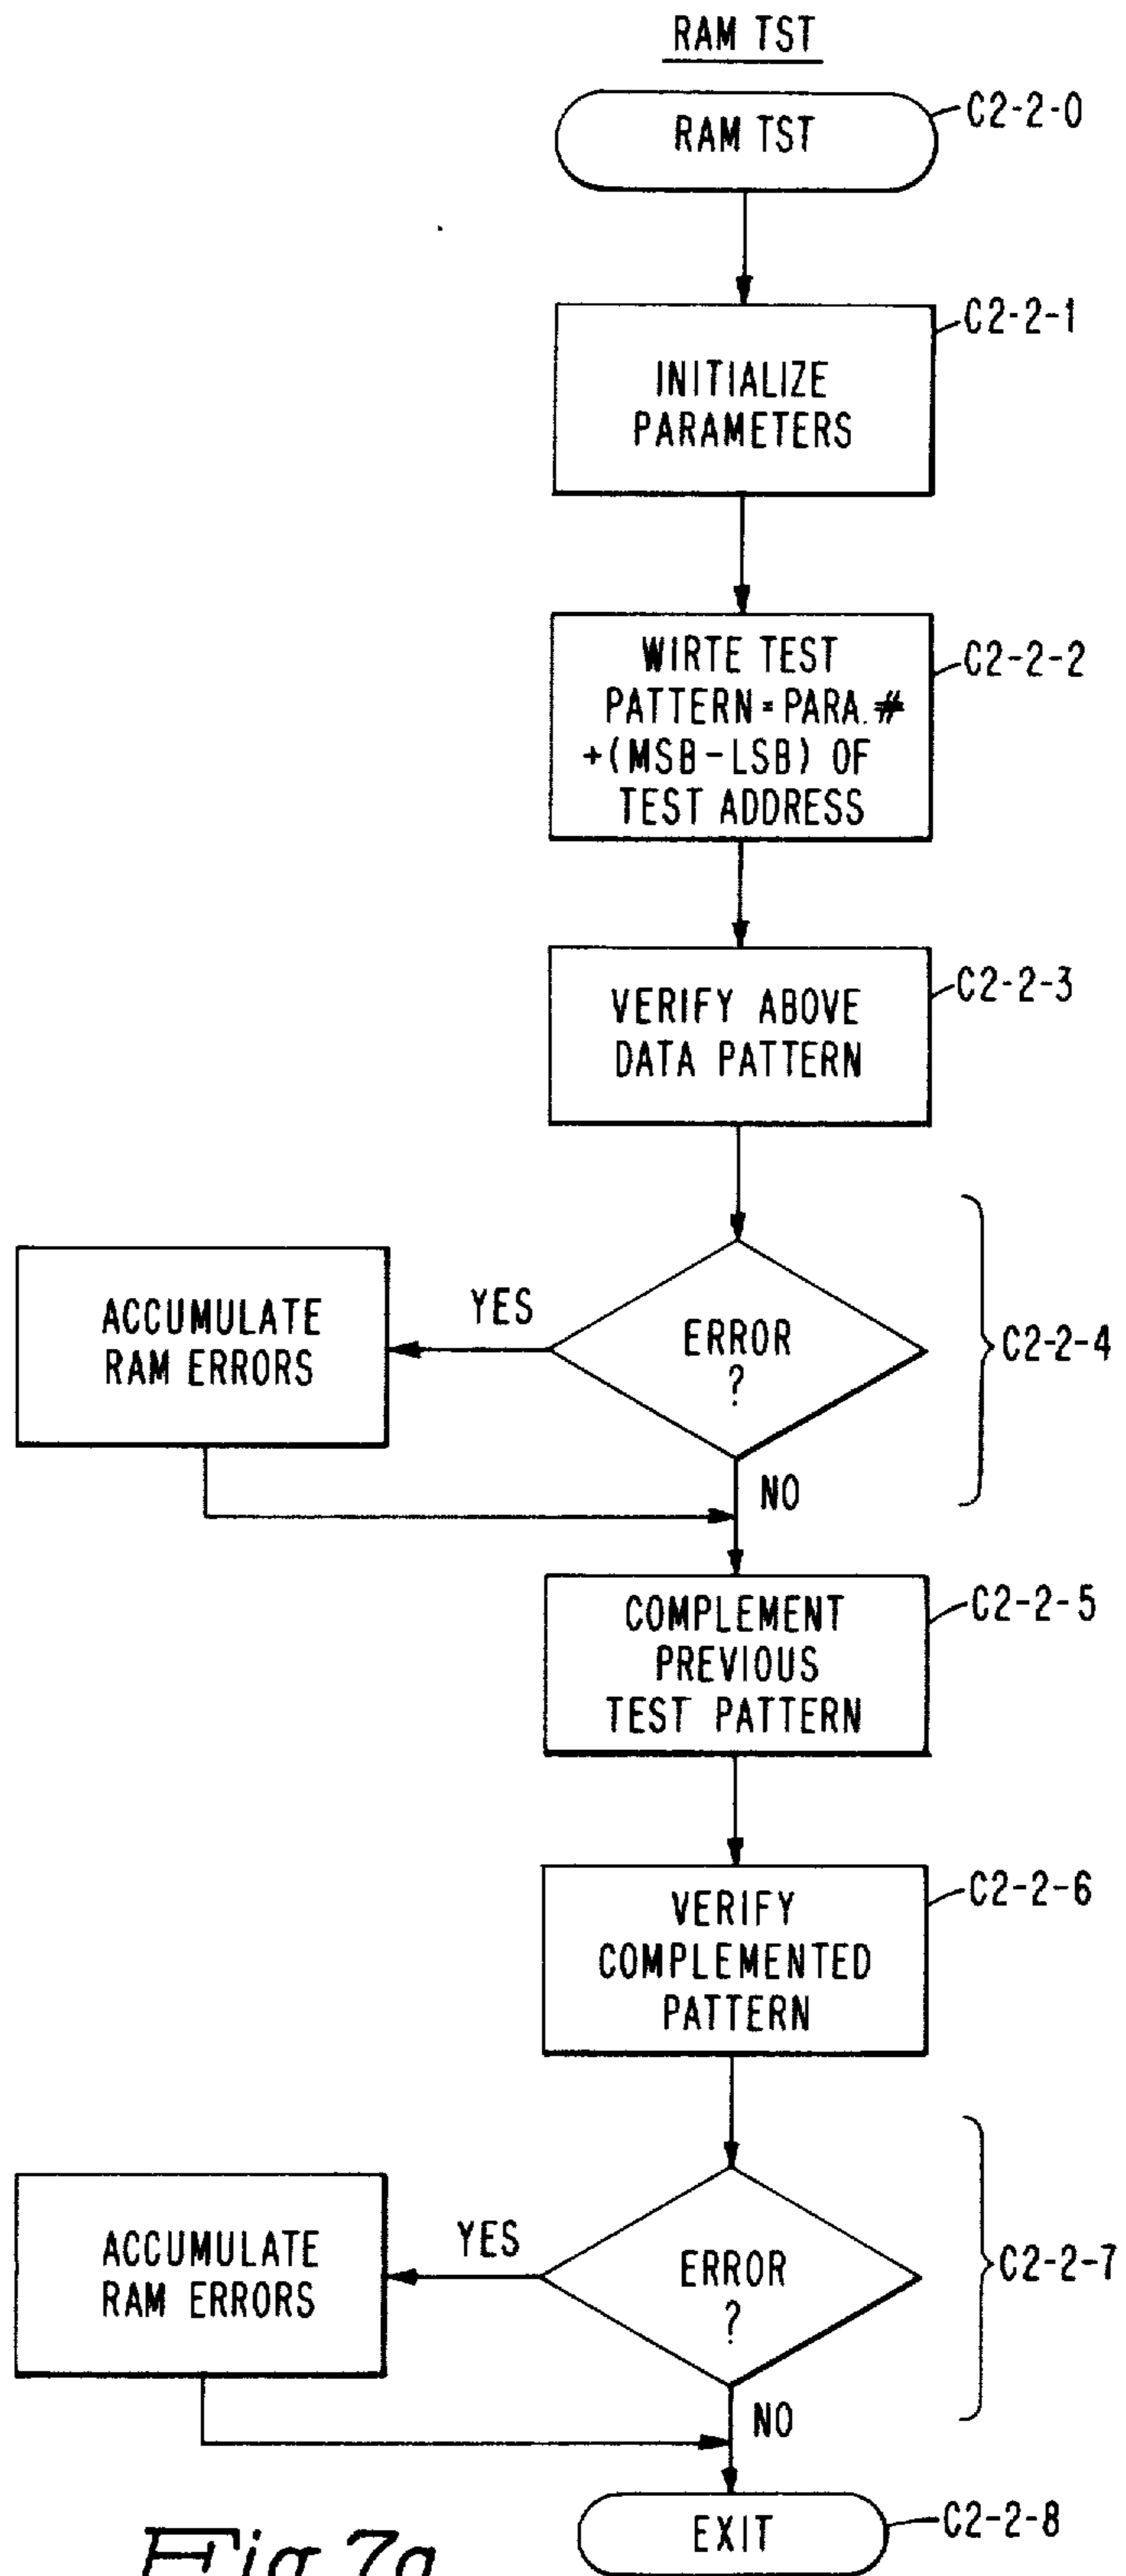 RAM TST
RAM TST
C2-2-0
INITIALIZE
PARAMETERS
C2-2-1
WIRTE TEST
PATTERN = PARA. #
+(MSB-LSB) OF
TEST ADDRESS
C2-2-2
VERIFY ABOVE
DATA PATTERN
C2-2-3
ERROR
?
YES
ACCUMULATE
RAM ERRORS
NO
C2-2-4
COMPLEMENT
PREVIOUS
TEST PATTERN
C2-2-5
VERIFY
COMPLEMENTED
PATTERN
C2-2-6
ERROR
?
YES
ACCUMULATE
RAM ERRORS
NO
C2-2-7
EXIT
C2-2-8
Fig. 7a